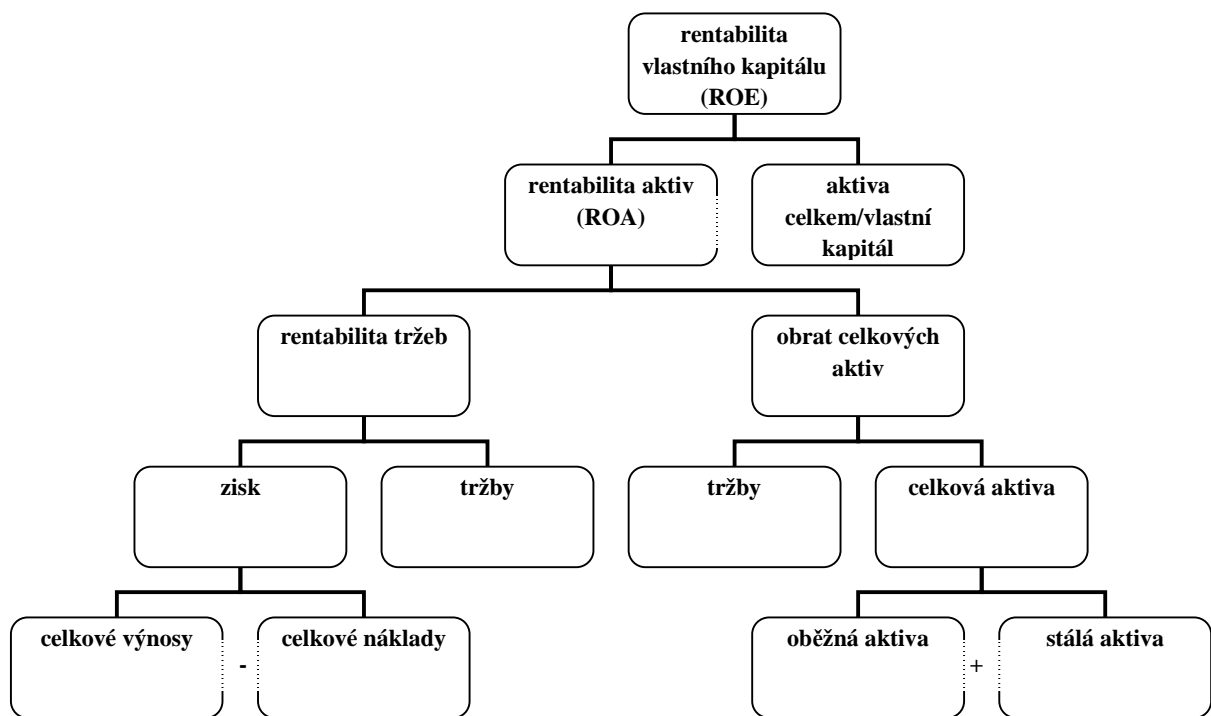 rentabilita
vlastního kapitálu
(ROE)
rentabilita aktiv
(ROA)
aktiva
celkem/vlastní
kapitál
rentabilita tržeb
obrat celkových
aktiv
zisk
tržby
tržby
celková aktiva
celkové výnosy
-
celkové náklady
oběžná aktiva
+
stálá aktiva